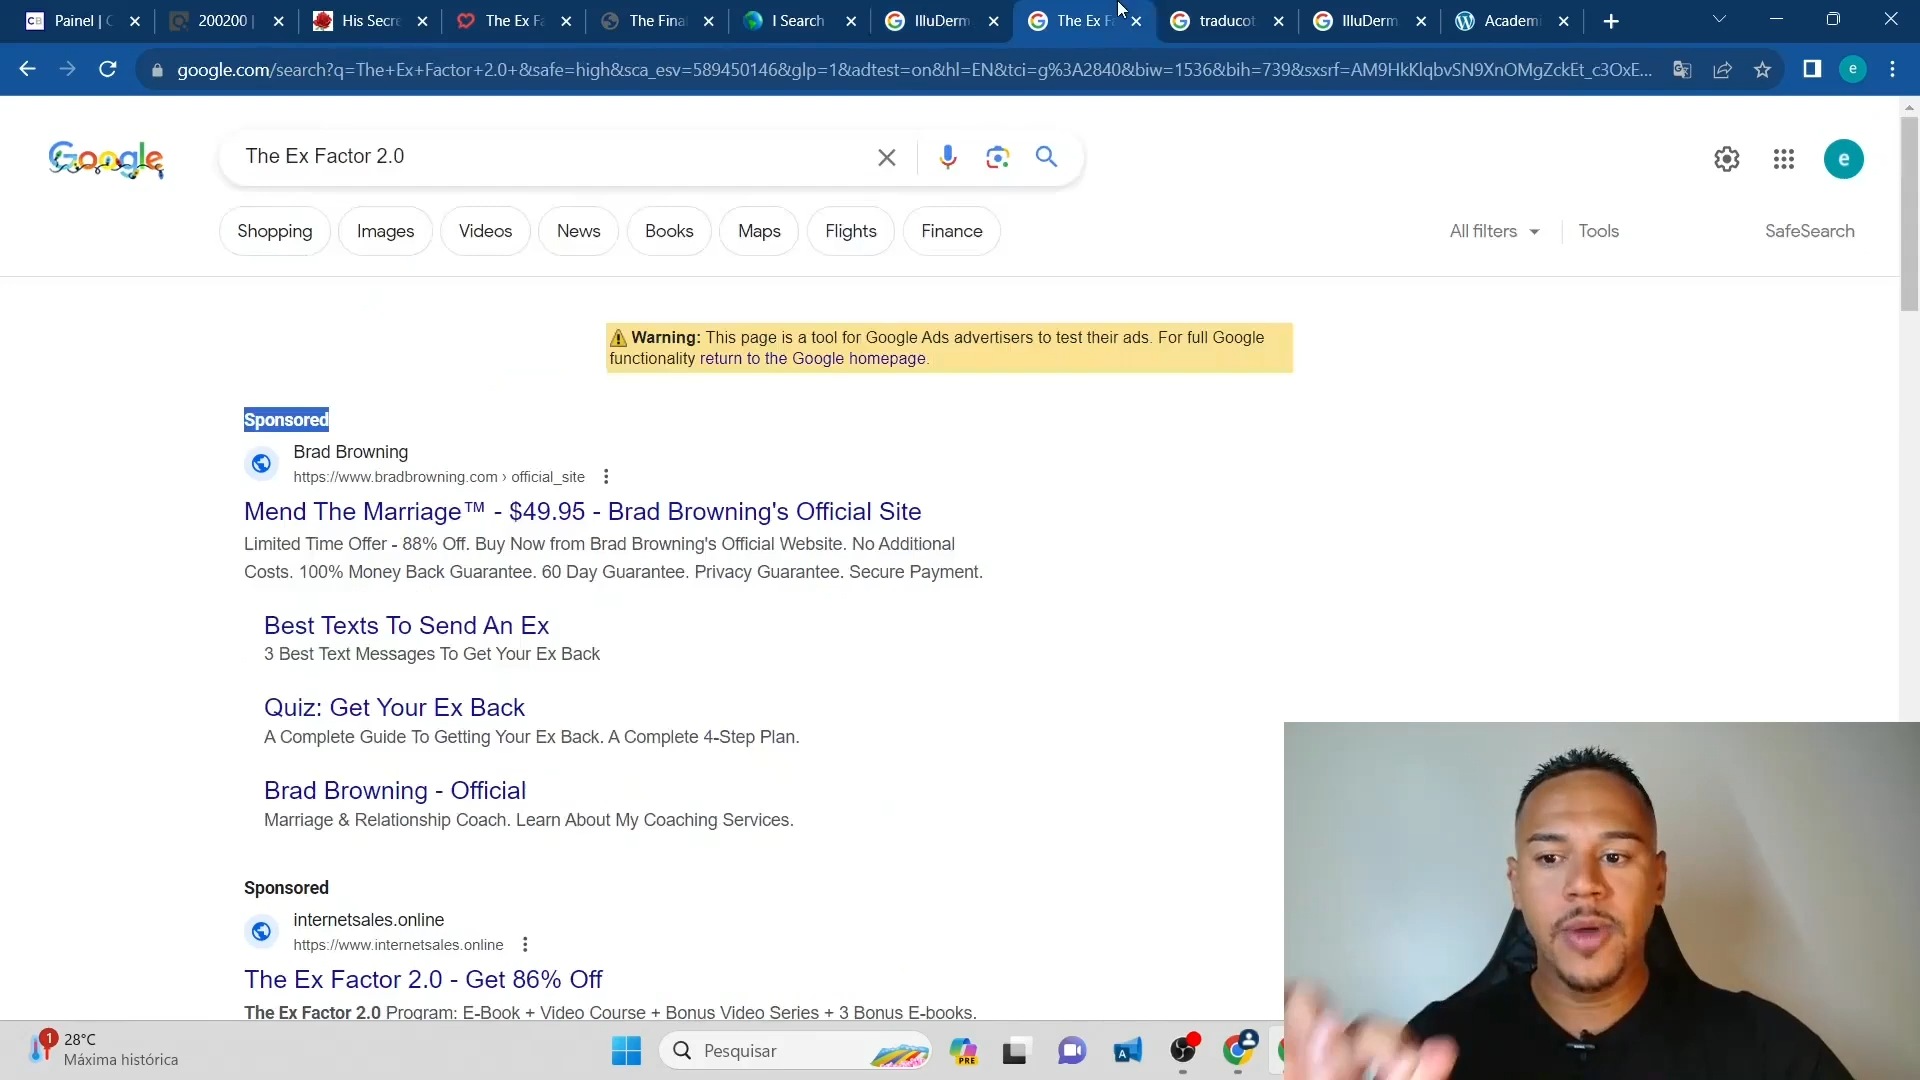 Painel | C
200200 |
His Secre
The Ex Fa
The Final
I Search
IlluDerm
The Ex F
traducot
IlluDerm
Academi
google.com/search?q=The+Ex+Factor+2.0+&safe=high&sca_esv=589450146&glp=1&adtest=on&hl=EN&tci=g%3A2840&biw=1536&bih=739&sxsrf=AM9HkKlqbvSN9XnOMgZckEt_c3OxE...
e
Google
The Ex Factor 2.0
e
Shopping
Images
Videos
News
Books
Maps
Flights
Finance
All filters
Tools
SafeSearch
Warning: This page is a tool for Google Ads advertisers to test their ads. For full Google
functionality return to the Google homepage.
Sponsored
Brad Browning
https://www.bradbrowning.com › official_site
Mend The Marriage™ - $49.95 - Brad Browning's Official Site
Limited Time Offer - 88% Off. Buy Now from Brad Browning's Official Website. No Additional
Costs. 100% Money Back Guarantee. 60 Day Guarantee. Privacy Guarantee. Secure Payment.
Best Texts To Send An Ex
3 Best Text Messages To Get Your Ex Back
Quiz: Get Your Ex Back
A Complete Guide To Getting Your Ex Back. A Complete 4-Step Plan.
Brad Browning - Official
Marriage & Relationship Coach. Learn About My Coaching Services.
Sponsored
internetsales.online
https://www.internetsales.online
The Ex Factor 2.0 - Get 86% Off
The Ex Factor 2.0 Program: E-Book + Video Course + Bonus Video Series + 3 Bonus E-books.
1
28°C
Máxima histórica
Pesquisar
PRE
A